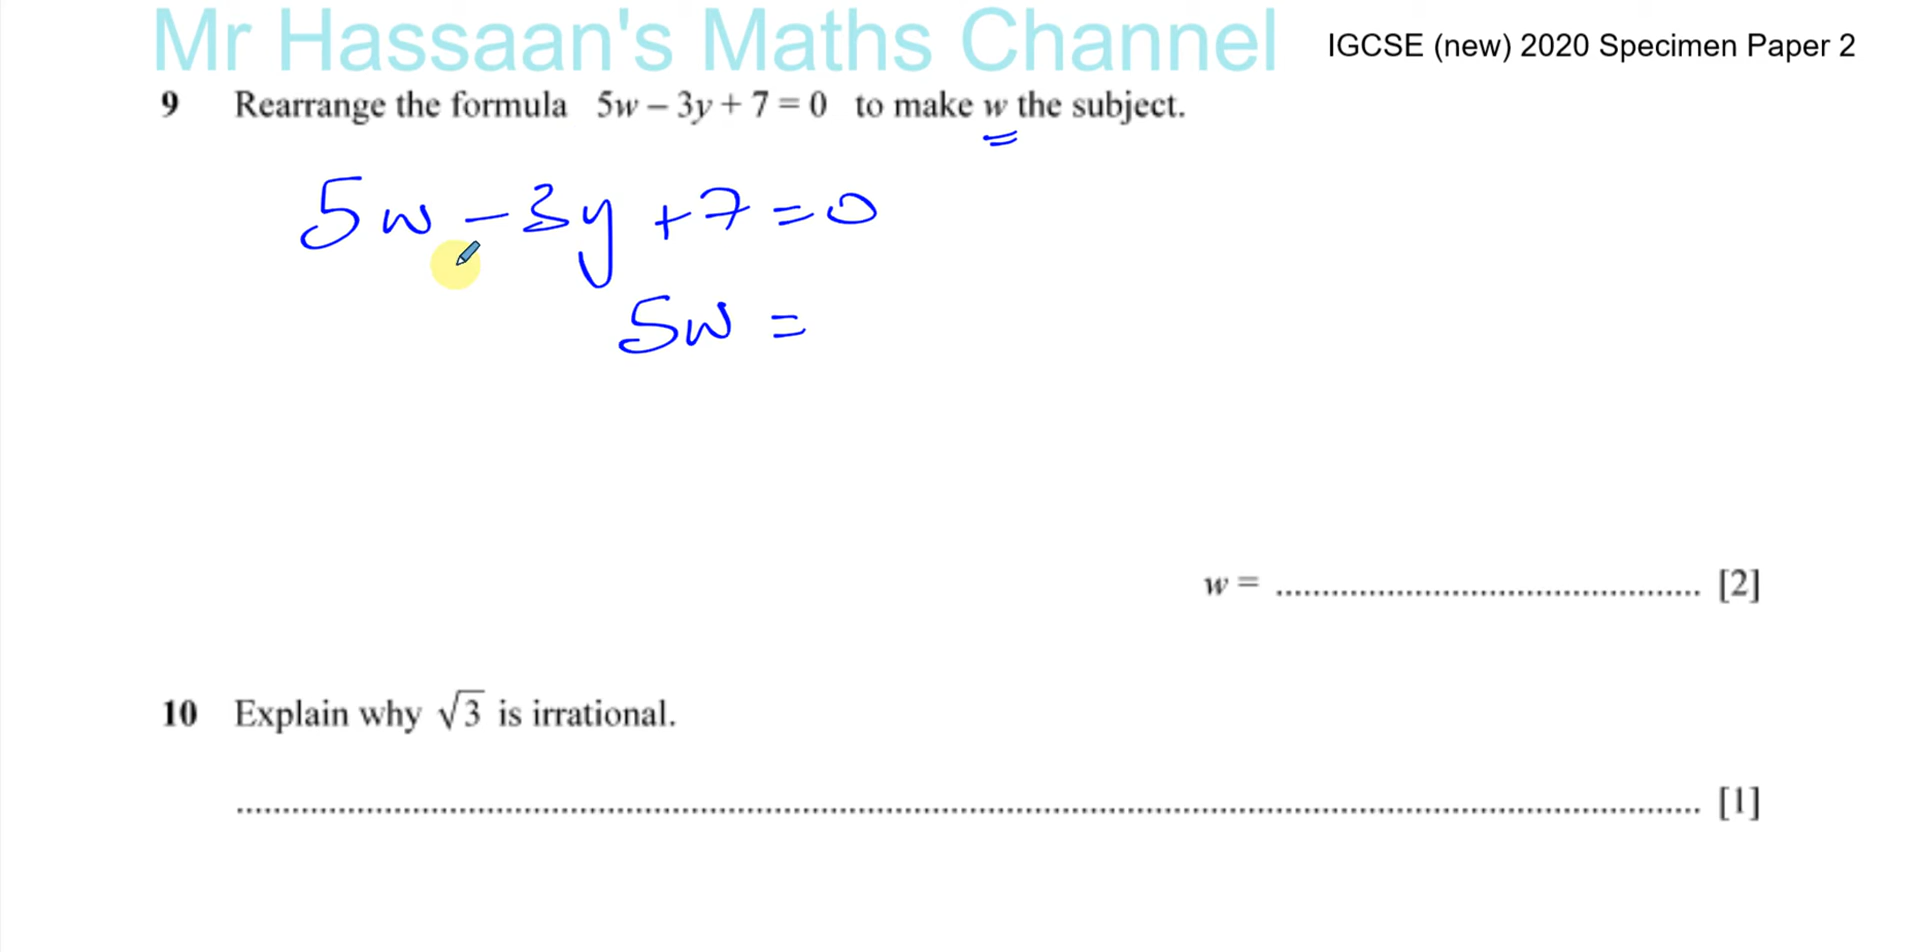 Mr Hassaan's Maths Channel
IGCSE (new) 2020 Specimen Paper 2
9 Rearrange the formula 5w − 3y + 7 = 0 to make w the subject.
5w − 3y + 7 = 0
5w =
w = ................................................ [2]
10 Explain why √3 is irrational.
................................................................................................ [1]